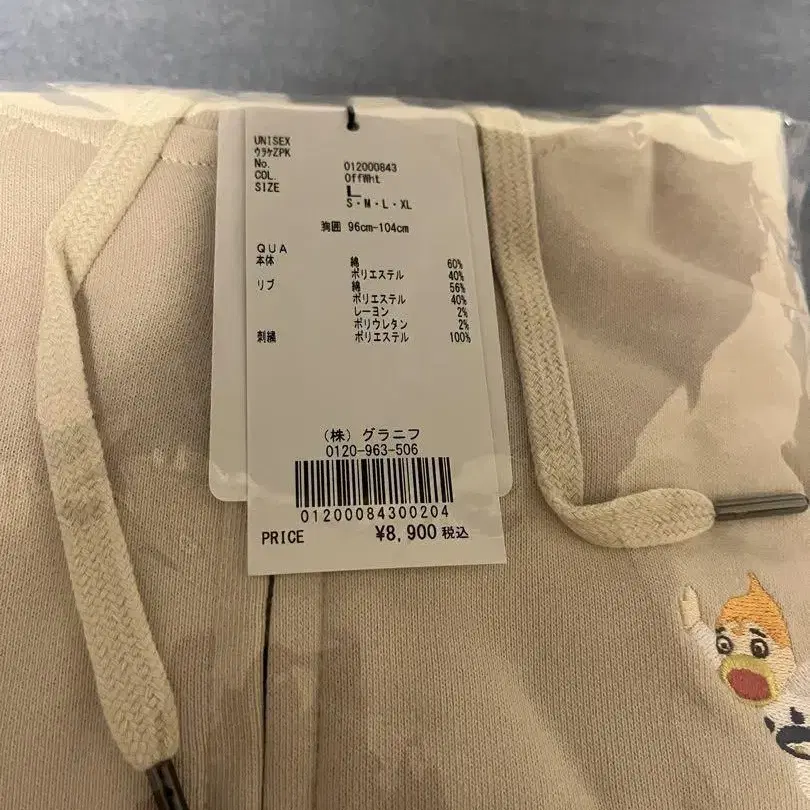 UNISEX
ウラケZPK
No. 012000843
COL. OffWht
SIZE L
S・M・L・XL
胸囲 96cm~104cm
QUA
本体 綿 60%
ポリエステル 40%
リブ 綿 56%
ポリエステル 40%
レーヨン 2%
ポリウレタン 2%
刺繍 ポリエステル 100%
(株) グラニフ
0120-963-506
01200084300204
PRICE ¥8,900 税込